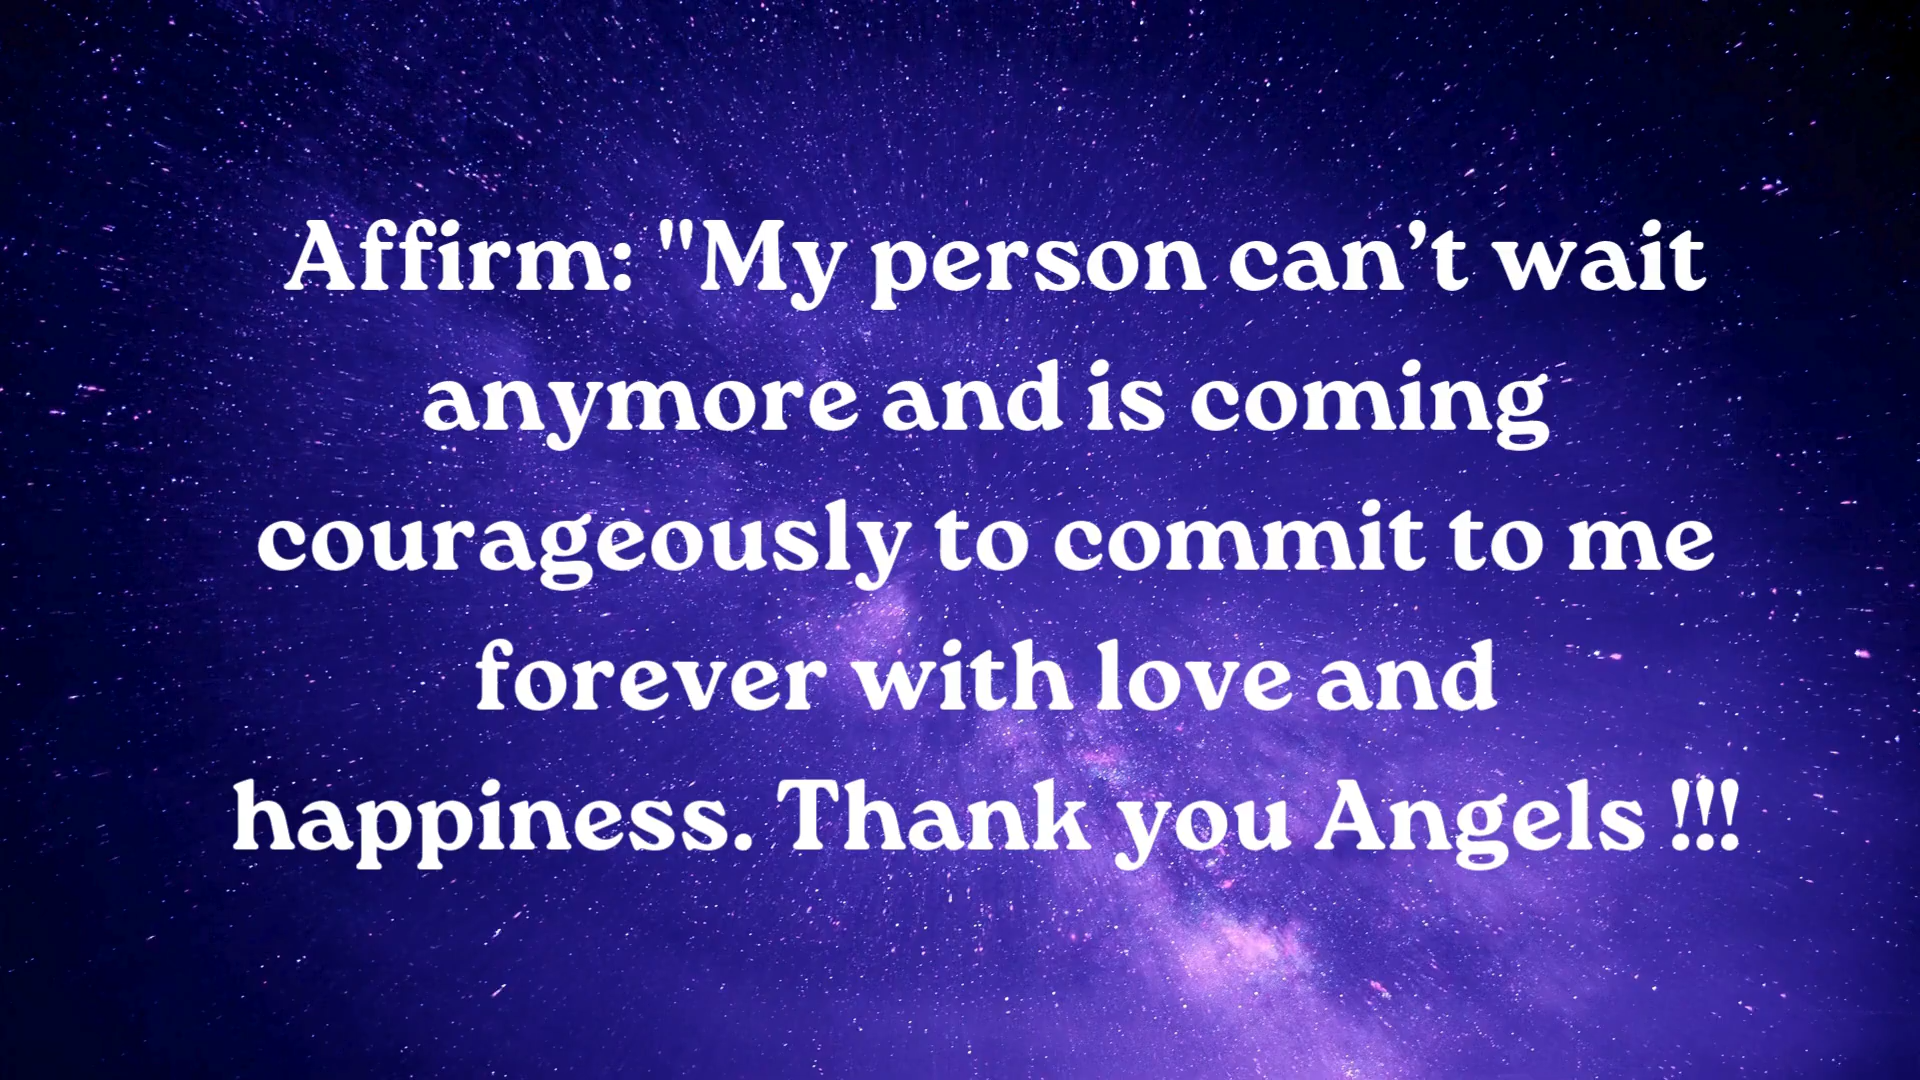 Affirm: "My person can’t wait
anymore and is coming
courageously to commit to me
forever with love and
happiness. Thank you Angels !!!